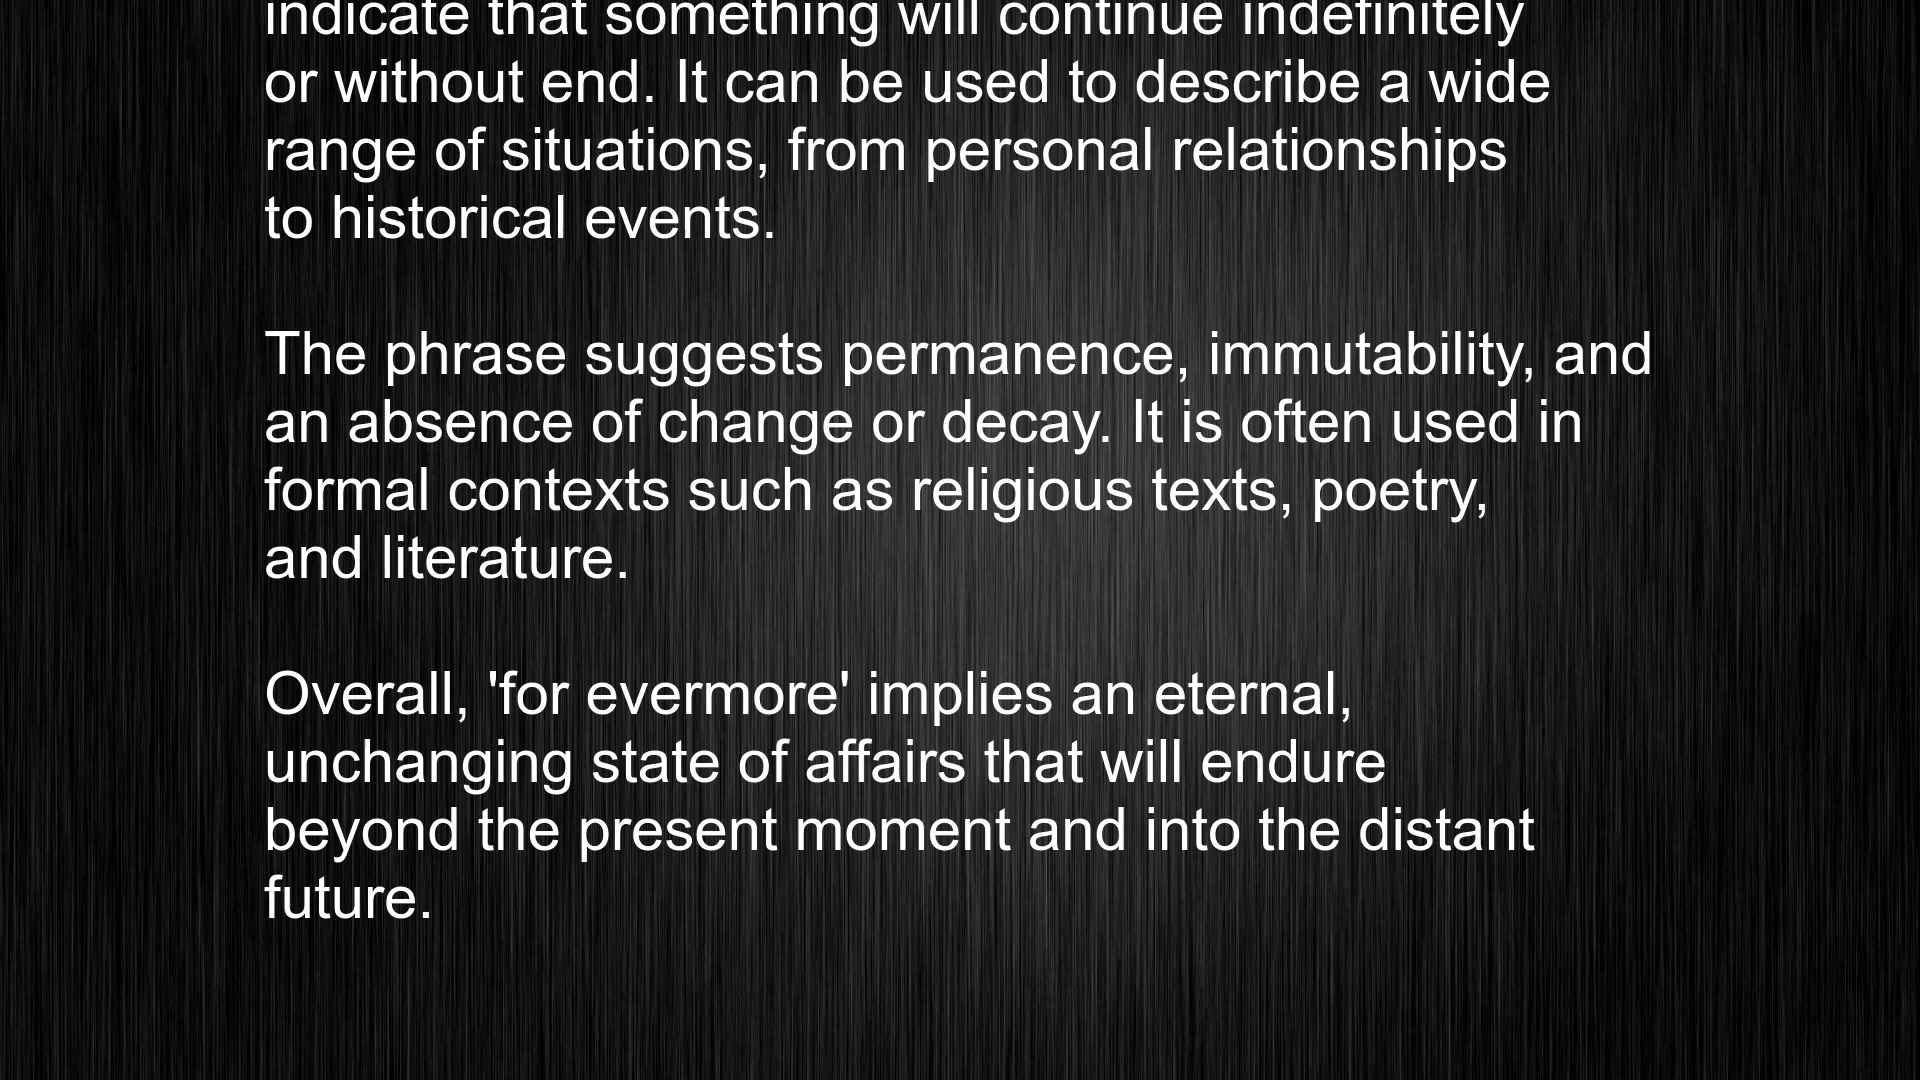 indicate that something will continue indefinitely
or without end. It can be used to describe a wide
range of situations, from personal relationships
to historical events.
The phrase suggests permanence, immutability, and
an absence of change or decay. It is often used in
formal contexts such as religious texts, poetry,
and literature.
Overall, 'for evermore' implies an eternal,
unchanging state of affairs that will endure
beyond the present moment and into the distant
future.